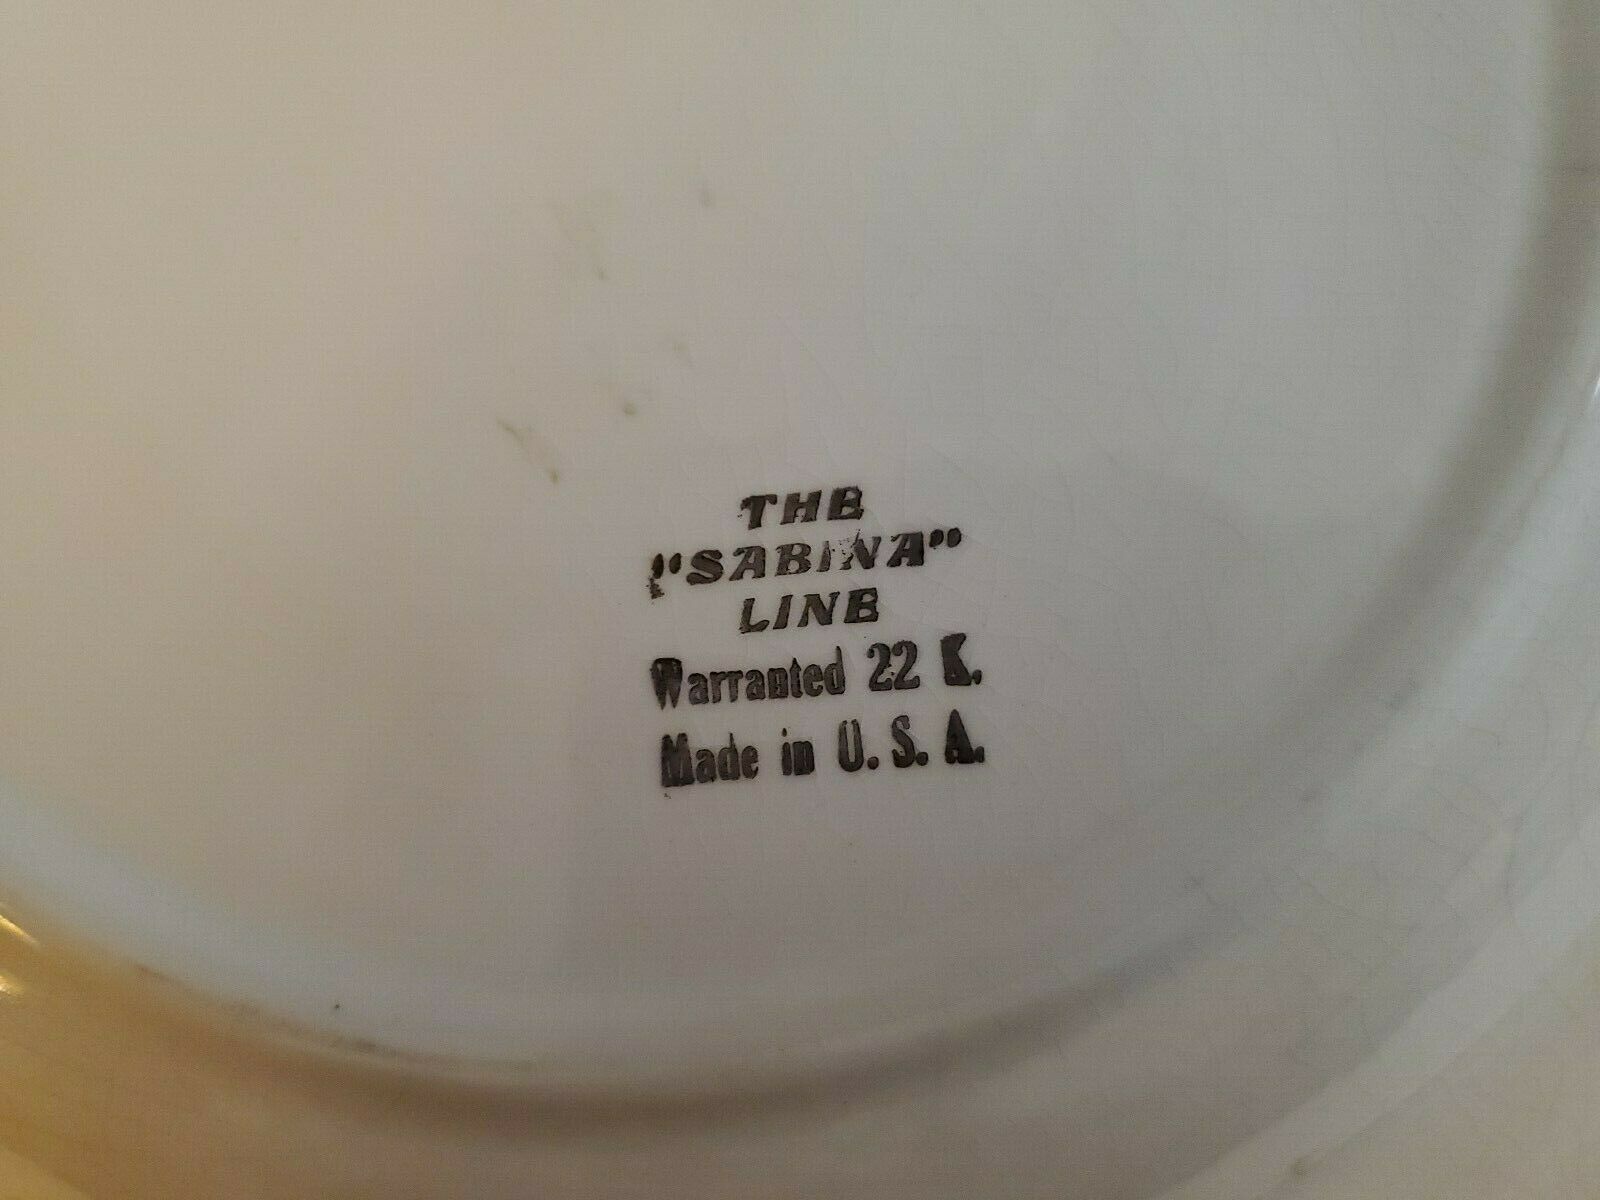 THE
"SABINA"
LINE
Warranted 22 K.
Made in U. S. A.